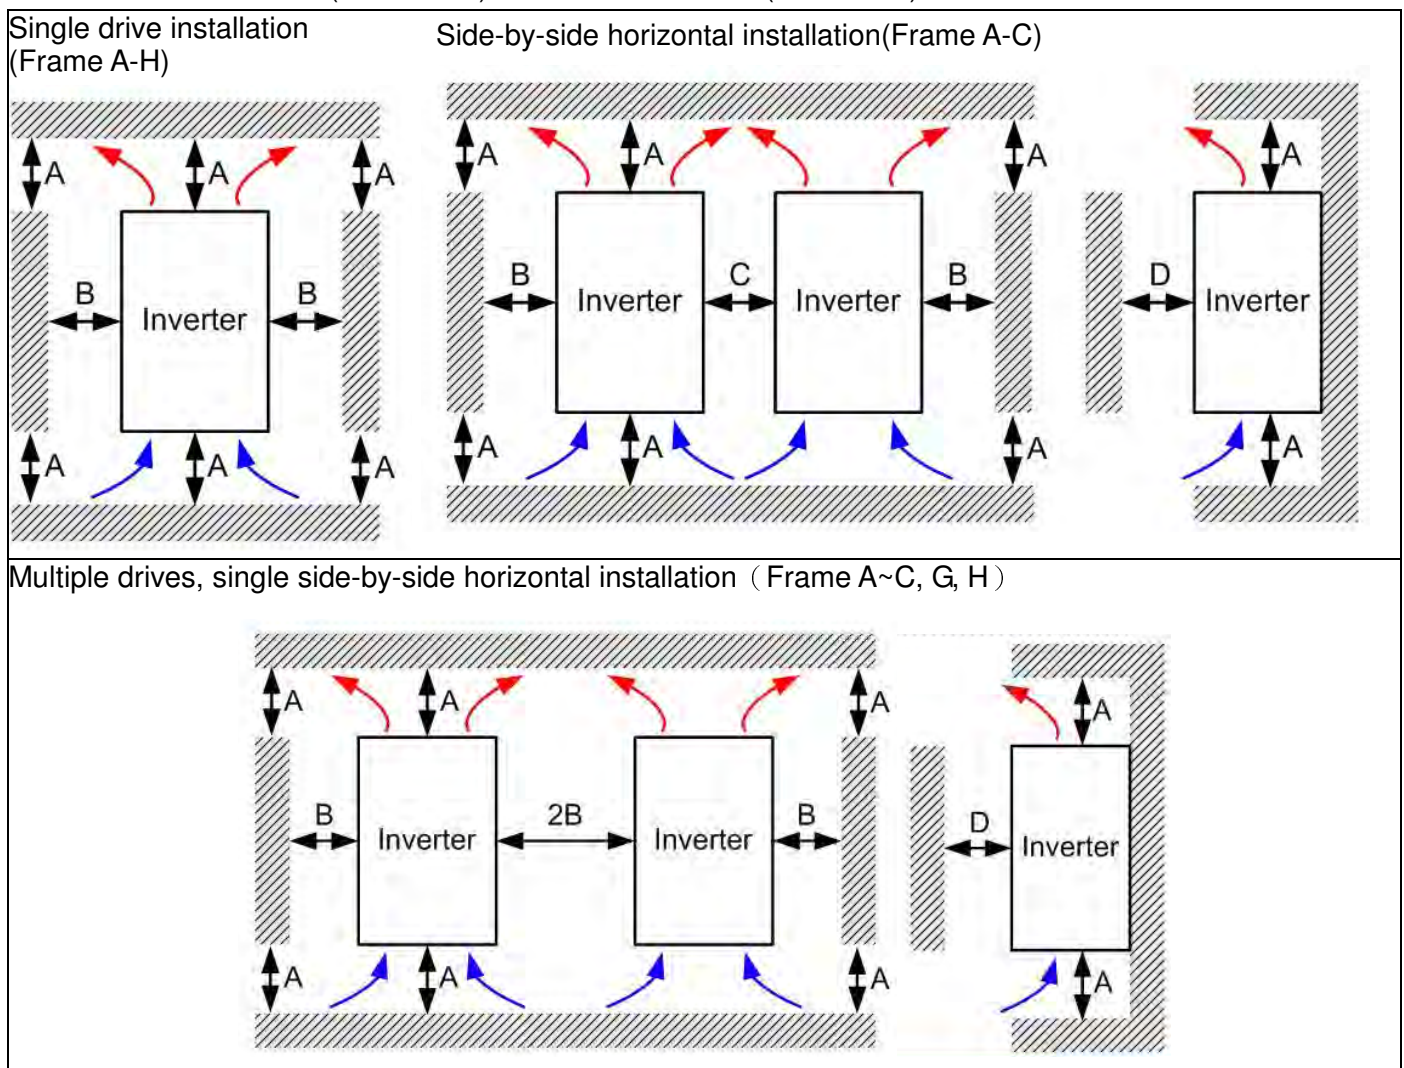 Single drive installation
(Frame A-H)
Side-by-side horizontal installation(Frame A-C)
A A A
B B
Inverter
A A A
A A A A
B C B D
Inverter Inverter Inverter
A A A A
Multiple drives, single side-by-side horizontal installation（Frame A~C, G, H）
A A A A
B 2B B D
Inverter Inverter Inverter
A A A A